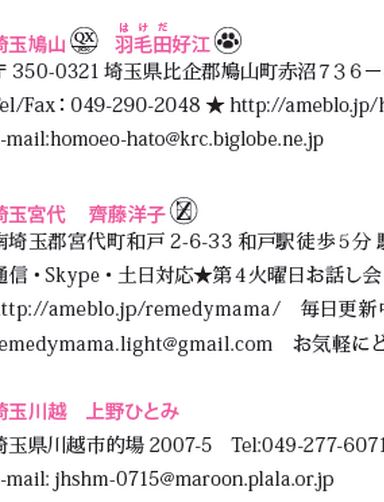 はけだ
埼玉鳩山 QX 羽毛田好江
〒350-0321 埼玉県比企郡鳩山町赤沼736－
Tel/Fax：049-290-2048 ★ http://ameblo.jp/h
-mail:homoeo-hato@krc.biglobe.ne.jp
埼玉宮代 齊藤洋子
南埼玉郡宮代町和戸 2-6-33 和戸駅徒歩5分
通信・Skype・土日対応★第4火曜日お話し会
http://ameblo.jp/remedymama/ 毎日更新中
remedymama.light@gmail.com お気軽にど
埼玉川越 上野ひとみ
埼玉県川越市的場 2007-5 Tel:049-277-6071
-mail: jhshm-0715@maroon.plala.or.jp